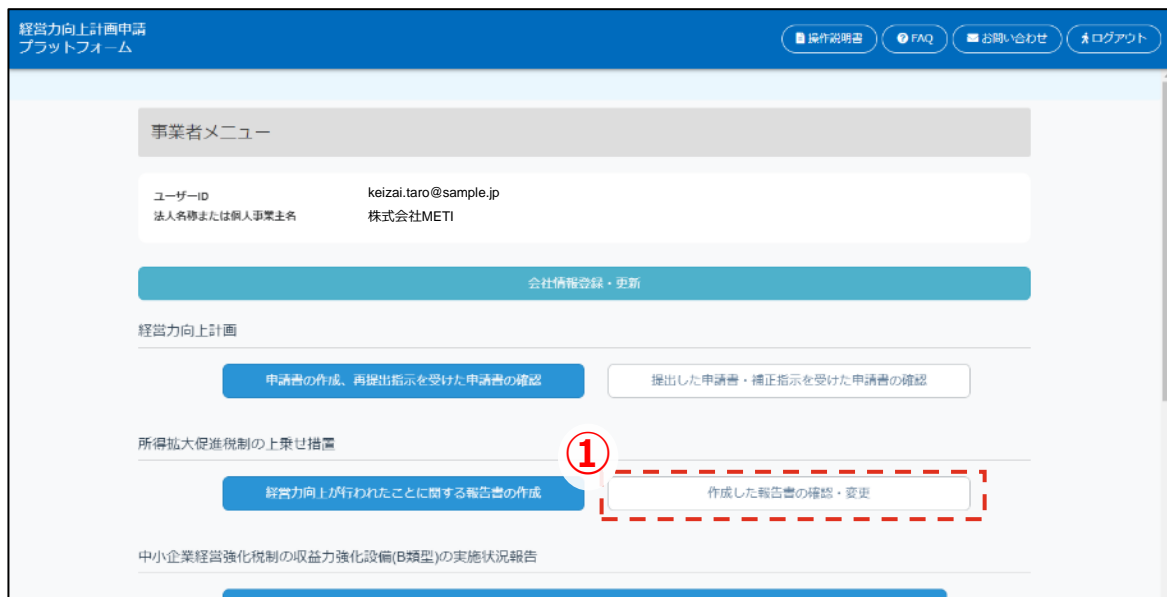 経営力向上計画申請
プラットフォーム
操作説明書
FAQ
お問い合わせ
ログアウト
事業者メニュー
ユーザーID keizai.taro@sample.jp
法人名称または個人事業主名 株式会社METI
会社情報登録・更新
経営力向上計画
申請書の作成、再提出指示を受けた申請書の確認
提出した申請書・補正指示を受けた申請書の確認
所得拡大促進税制の上乗せ措置
①
経営力向上が行われたことに関する報告書の作成
作成した報告書の確認・変更
中小企業経営強化税制の収益力強化設備(B類型)の実施状況報告